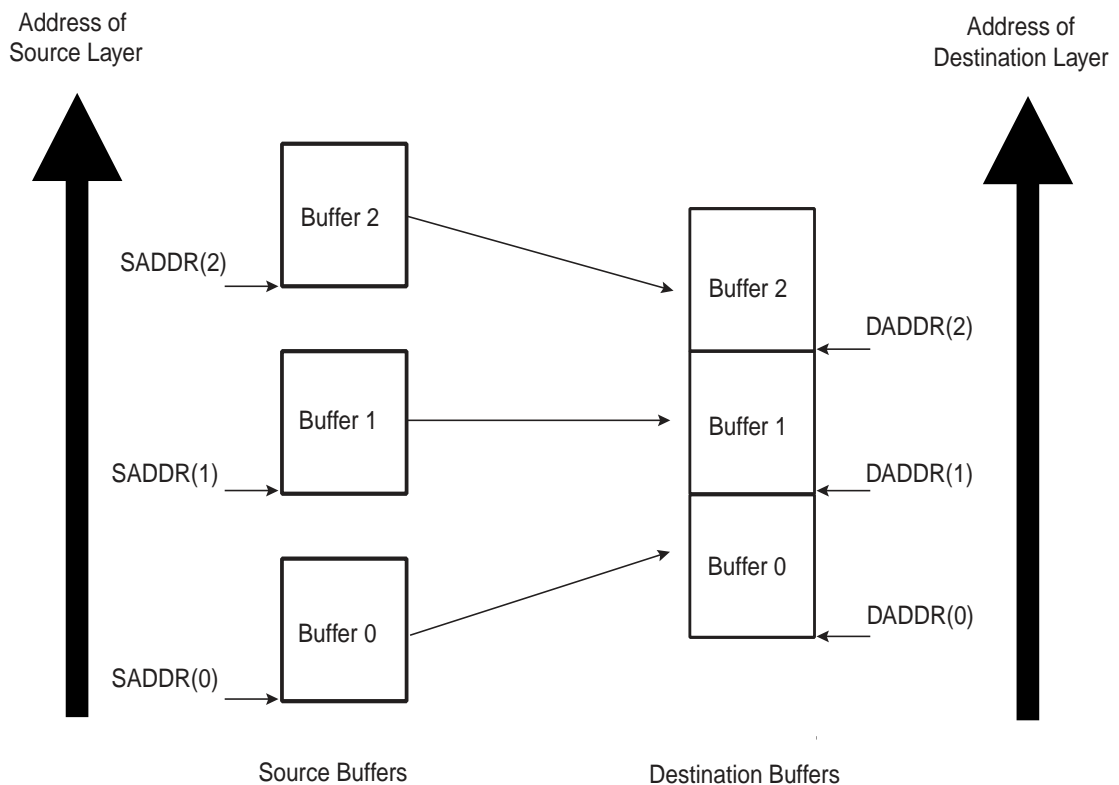 Address of
Source Layer
Address of
Destination Layer
Buffer 2
SADDR(2)
Buffer 2
DADDR(2)
Buffer 1
Buffer 1
SADDR(1)
DADDR(1)
Buffer 0
Buffer 0
DADDR(0)
SADDR(0)
Source Buffers
Destination Buffers